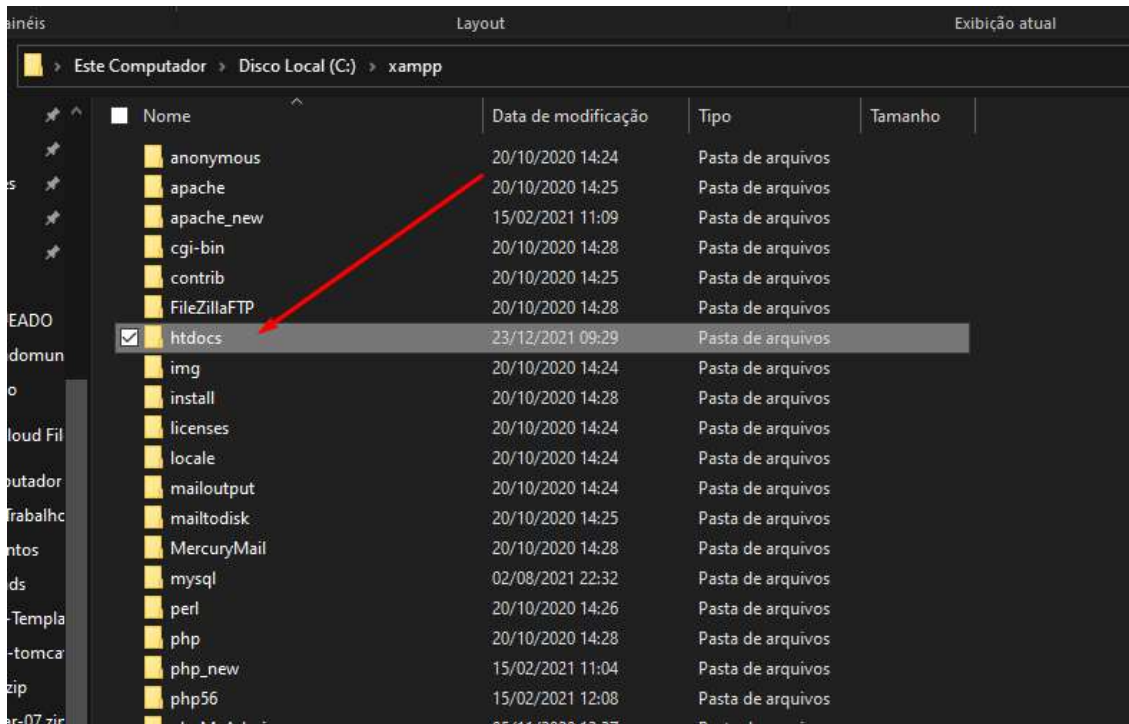 ainéis Layout Exibição atual
Este Computador > Disco Local (C:) > xampp
Nome Data de modificação Tipo Tamanho
anonymous 20/10/2020 14:24 Pasta de arquivos
apache 20/10/2020 14:25 Pasta de arquivos
es
apache_new 15/02/2021 11:09 Pasta de arquivos
cgi-bin 20/10/2020 14:28 Pasta de arquivos
contrib 20/10/2020 14:25 Pasta de arquivos
FileZillaFTP 20/10/2020 14:28 Pasta de arquivos
EADO
htdocs 23/12/2021 09:29 Pasta de arquivos
domun
img 20/10/2020 14:24 Pasta de arquivos
o
install 20/10/2020 14:28 Pasta de arquivos
licenses 20/10/2020 14:24 Pasta de arquivos
loud Fil
locale 20/10/2020 14:24 Pasta de arquivos
putador
mailoutput 20/10/2020 14:24 Pasta de arquivos
Trabalho
mailtodisk 20/10/2020 14:25 Pasta de arquivos
ntos
MercuryMail 20/10/2020 14:28 Pasta de arquivos
ds
mysql 02/08/2021 22:32 Pasta de arquivos
-Templa
perl 20/10/2020 14:26 Pasta de arquivos
php 20/10/2020 14:28 Pasta de arquivos
-tomca
php_new 15/02/2021 11:04 Pasta de arquivos
zip
php56 15/02/2021 12:08 Pasta de arquivos